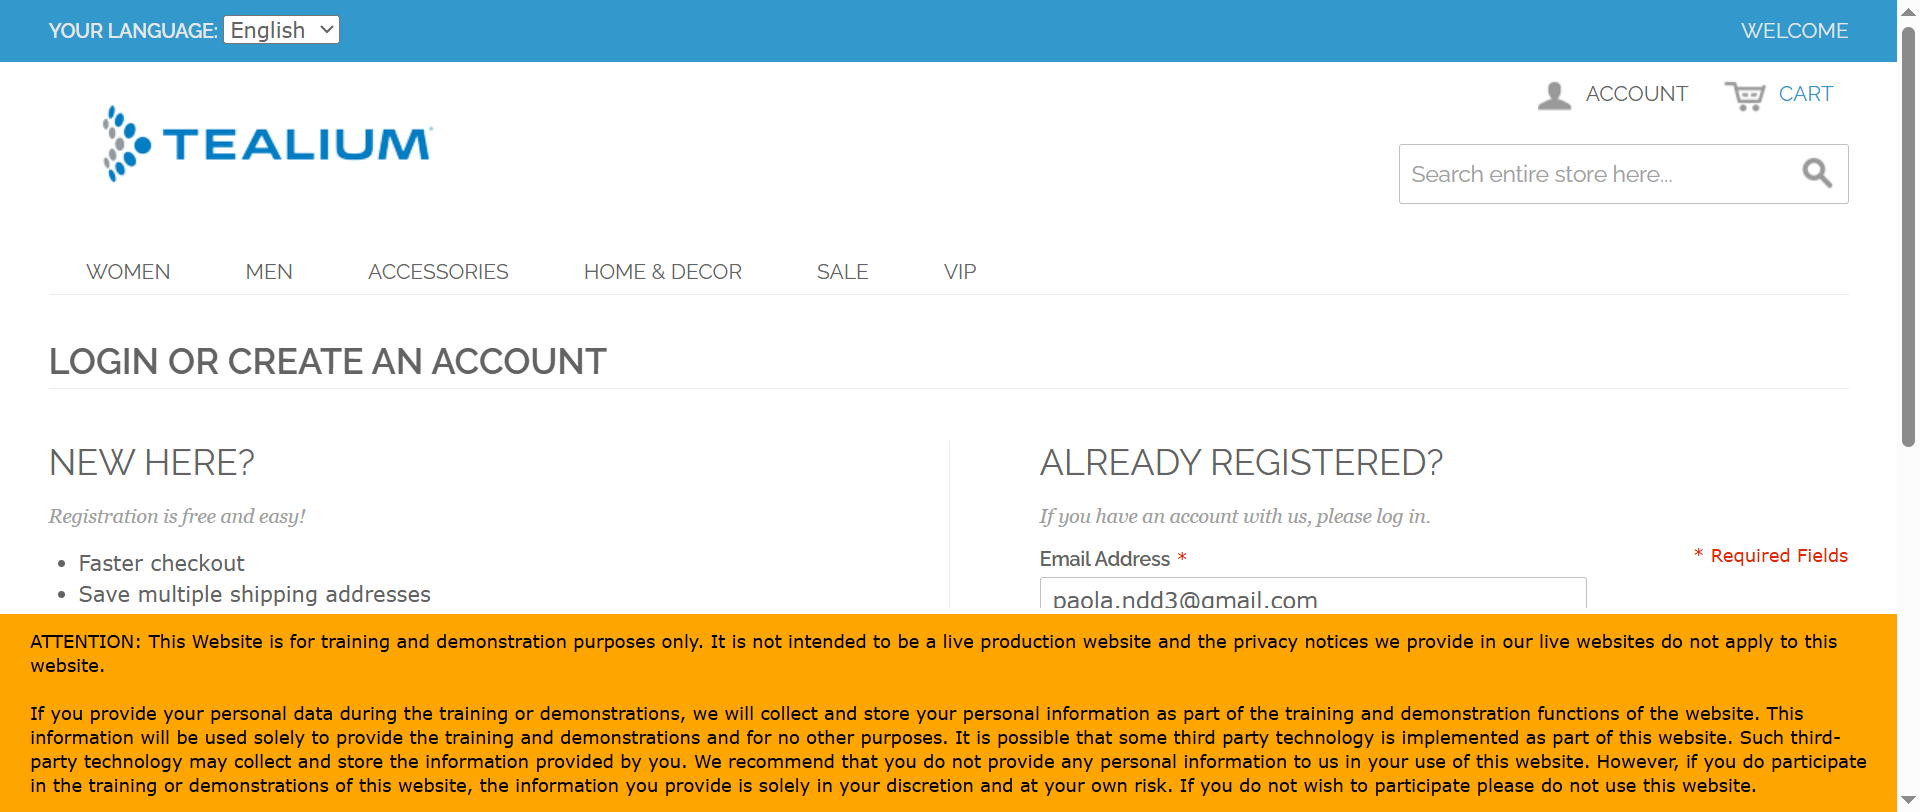 YOUR LANGUAGE: English
WELCOME
ACCOUNT
CART
TEALIUM
Search entire store here...
WOMEN MEN ACCESSORIES HOME & DECOR SALE VIP
LOGIN OR CREATE AN ACCOUNT
NEW HERE?
Registration is free and easy!
• Faster checkout
• Save multiple shipping addresses
ALREADY REGISTERED?
If you have an account with us, please log in.
Email Address *
* Required Fields
paola.ndd3@gmail.com
ATTENTION: This Website is for training and demonstration purposes only. It is not intended to be a live production website and the privacy notices we provide in our live websites do not apply to this
website.
If you provide your personal data during the training or demonstrations, we will collect and store your personal information as part of the training and demonstration functions of the website. This
information will be used solely to provide the training and demonstrations and for no other purposes. It is possible that some third party technology is implemented as part of this website. Such third-
party technology may collect and store the information provided by you. We recommend that you do not provide any personal information to us in your use of this website. However, if you do participate
in the training or demonstrations of this website, the information you provide is solely in your discretion and at your own risk. If you do not wish to participate please do not use this website.